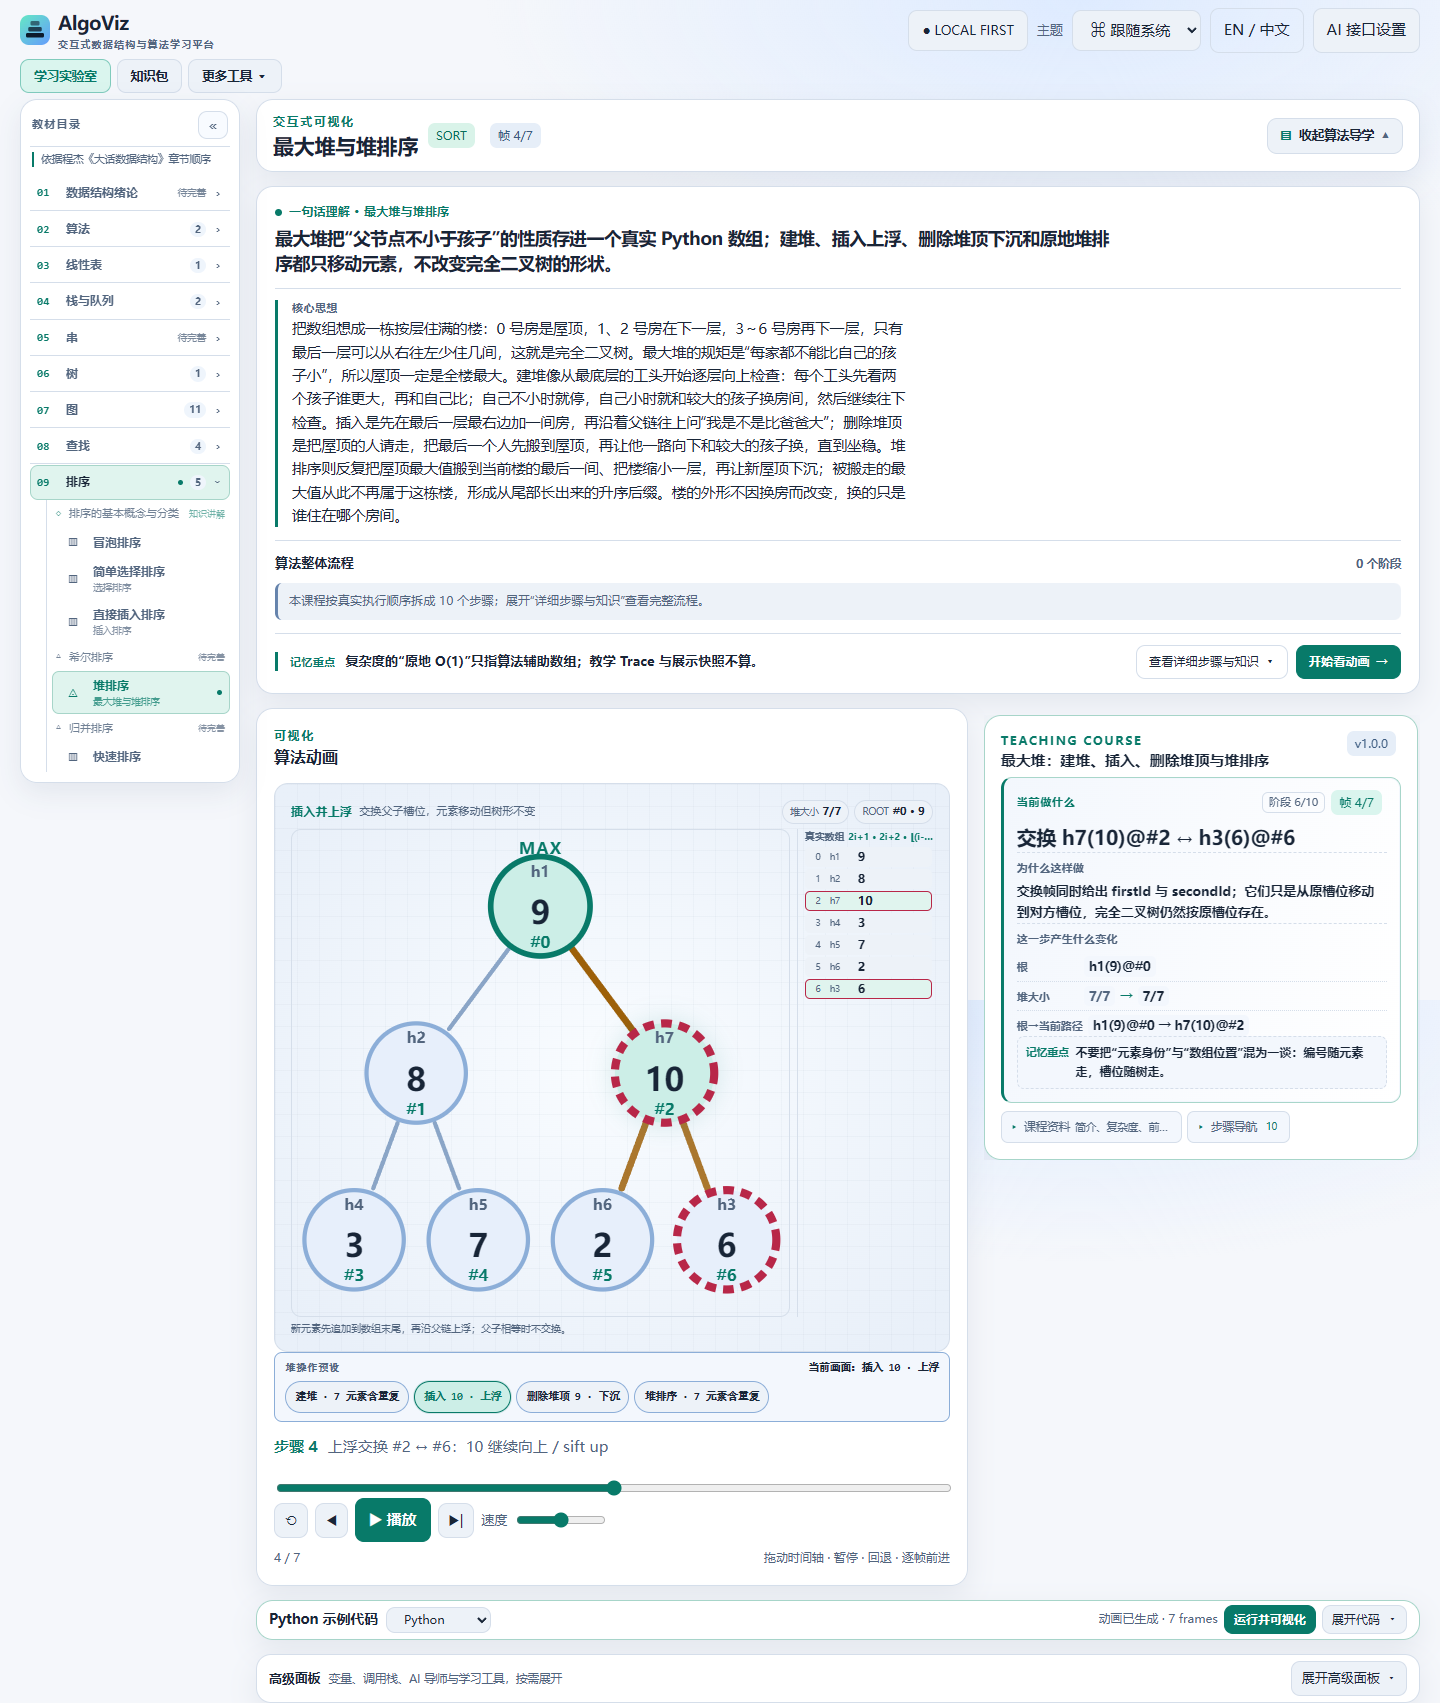 AlgoViz
交互式数据结构与算法学习平台
● LOCAL FIRST
主题
⌘ 跟随系统
EN / 中文
AI 接口设置
学习实验室
知识包
更多工具
教材目录
«
依据程杰《大话数据结构》章节顺序
01 数据结构绪论 待完善 ›
02 算法 2 ›
03 线性表 1 ›
04 栈与队列 2 ›
05 串 待完善 ›
06 树 1 ›
07 图 11 ›
08 查找 4 ›
09 排序 5
排序的基本概念与分类 知识讲解
冒泡排序
简单选择排序
选择排序
直接插入排序
插入排序
希尔排序 待完善
堆排序
最大堆与堆排序
归并排序 待完善
快速排序
交互式可视化
最大堆与堆排序
SORT
帧 4/7
收起算法导学
一句话理解 • 最大堆与堆排序
最大堆把“父节点不小于孩子”的性质存进一个真实 Python 数组；建堆、插入上浮、删除堆顶下沉和原地堆排
序都只移动元素，不改变完全二叉树的形状。
核心思想
把数组想成一栋按层住满的楼：0 号房是屋顶，1、2 号房在下一层，3～6 号房再下一层，只有
最后一层可以从右往左少住几间，这就是完全二叉树。最大堆的规矩是“每家都不能比自己的孩
子小”，所以屋顶一定是全楼最大。建堆像从最底层的工头开始逐层向上检查：每个工头先看两
个孩子谁更大，再和自己比；自己不小时就停，自己小时就和较大的孩子换房间，然后继续往下
检查。插入是先在最后一层最右边加一间房，再沿着父链往上问“我是不是比爸爸大”；删除堆顶
是把屋顶的人请走，把最后一个人先搬到屋顶，再让他一路向下和较大的孩子换，直到坐稳。堆
排序则反复把屋顶最大值搬到当前楼的最后一间、把楼缩小一层，再让新屋顶下沉；被搬走的最
大值从此不再属于这栋楼，形成从尾部长出来的升序后缀。楼的外形不因换房而改变，换的只是
谁住在哪个房间。
算法整体流程
0 个阶段
本课程按真实执行顺序拆成 10 个步骤；展开“详细步骤与知识”查看完整流程。
记忆重点 复杂度的“原地 O(1)”只指算法辅助数组；教学 Trace 与展示快照不算。
查看详细步骤与知识
开始看动画 →
可视化
算法动画
插入并上浮 交换父子槽位，元素移动但树形不变
堆大小 7/7
ROOT #0 • 9
MAX
h1
9
#0
h2
8
#1
h7
10
#2
h4
3
#3
h5
7
#4
h6
2
#5
h3
6
#6
真实数组 2i+1 • 2i+2 • ⌊(i-...
0 h1 9
1 h2 8
2 h7 10
3 h4 3
4 h5 7
5 h6 2
6 h3 6
新元素先追加到数组末尾，再沿父链上浮；父子相等时不交换。
堆操作预设
当前画面：插入 10 · 上浮
建堆 · 7 元素含重复
插入 10 · 上浮
删除堆顶 9 · 下沉
堆排序 · 7 元素含重复
步骤 4 上浮交换 #2 ↔ #6：10 继续向上 / sift up
▶ 播放
速度
4 / 7
拖动时间轴 · 暂停 · 回退 · 逐帧前进
TEACHING COURSE
最大堆：建堆、插入、删除堆顶与堆排序
v1.0.0
当前做什么
阶段 6/10
帧 4/7
交换 h7(10)@#2 ↔ h3(6)@#6
为什么这样做
交换帧同时给出 firstId 与 secondId；它们只是从原槽位移动
到对方槽位，完全二叉树仍然按原槽位存在。
这一步产生什么变化
根 h1(9)@#0
堆大小 7/7 → 7/7
根→当前路径 h1(9)@#0 → h7(10)@#2
记忆重点 不要把“元素身份”与“数组位置”混为一谈：编号随元素
走，槽位随树走。
课程资料 简介、复杂度、前...
步骤导航 10
Python 示例代码
Python
动画已生成 · 7 frames
运行并可视化
展开代码
高级面板 变量、调用栈、AI 导师与学习工具，按需展开
展开高级面板